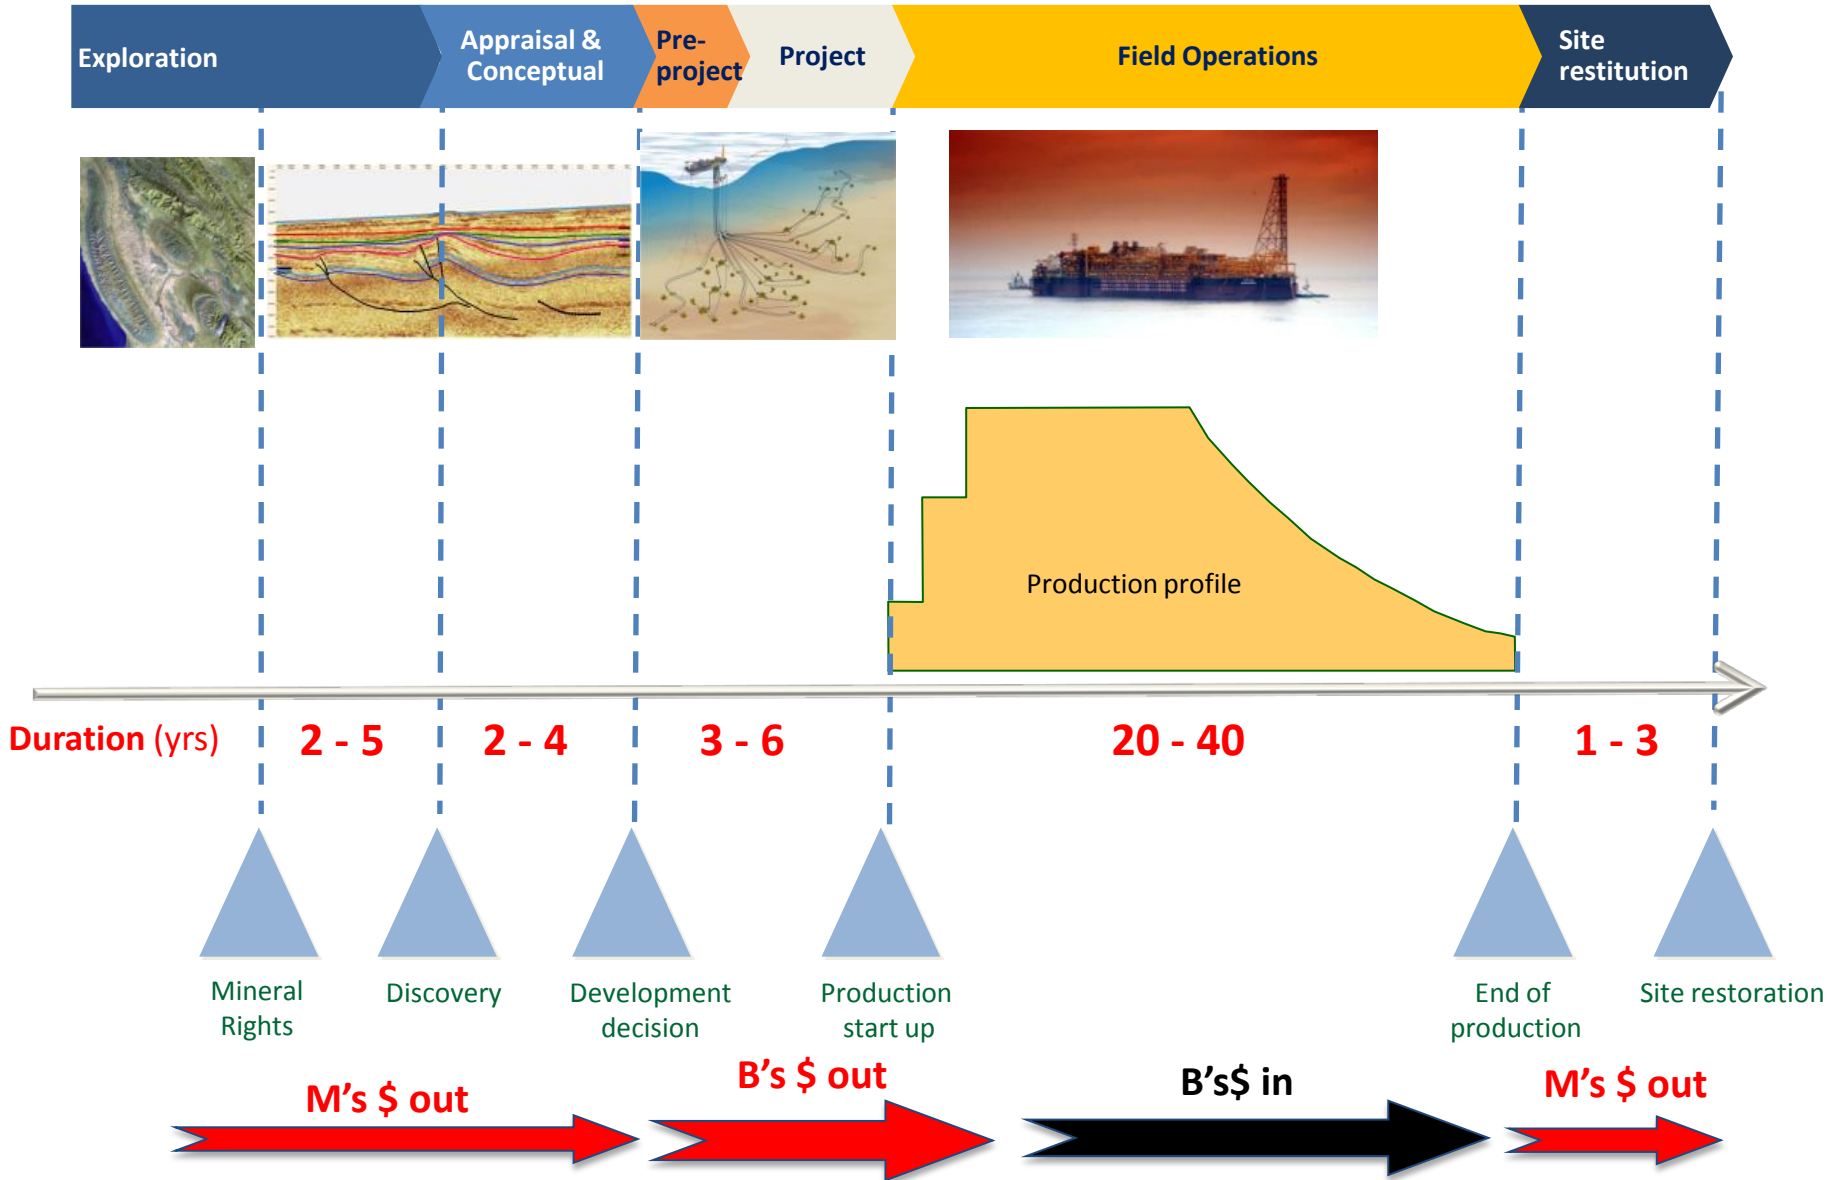 Exploration
Appraisal &
Conceptual
Pre-
project
Project
Field Operations
Site
restitution
Production profile
Duration (yrs)
2 - 5
2 - 4
3 - 6
20 - 40
1 - 3
Mineral
Rights
Discovery
Development
decision
Production
start up
End of
production
Site restoration
M's $ out
B's $ out
B's$ in
M's $ out